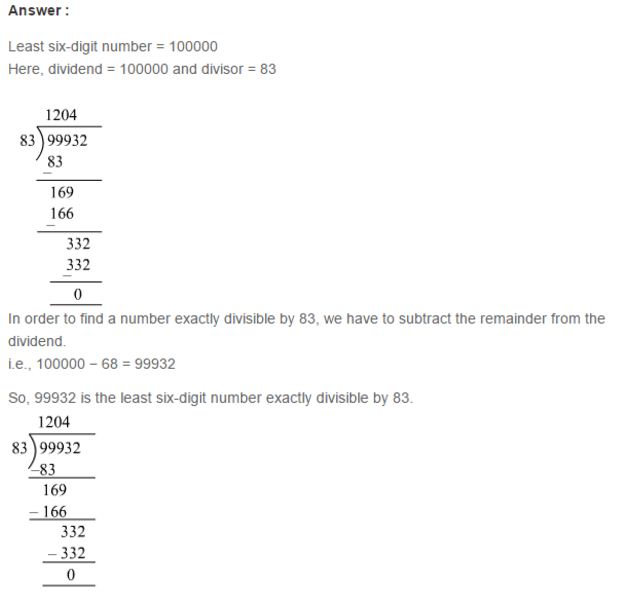 Answer :
Least six-digit number = 100000
Here, dividend = 100000 and divisor = 83
1204
83)99932
83
–
169
166
–
332
332
–
0
In order to find a number exactly divisible by 83, we have to subtract the remainder from the
dividend.
i.e., 100000 – 68 = 99932
So, 99932 is the least six-digit number exactly divisible by 83.
1204
83)99932
–83
169
– 166
332
– 332
0